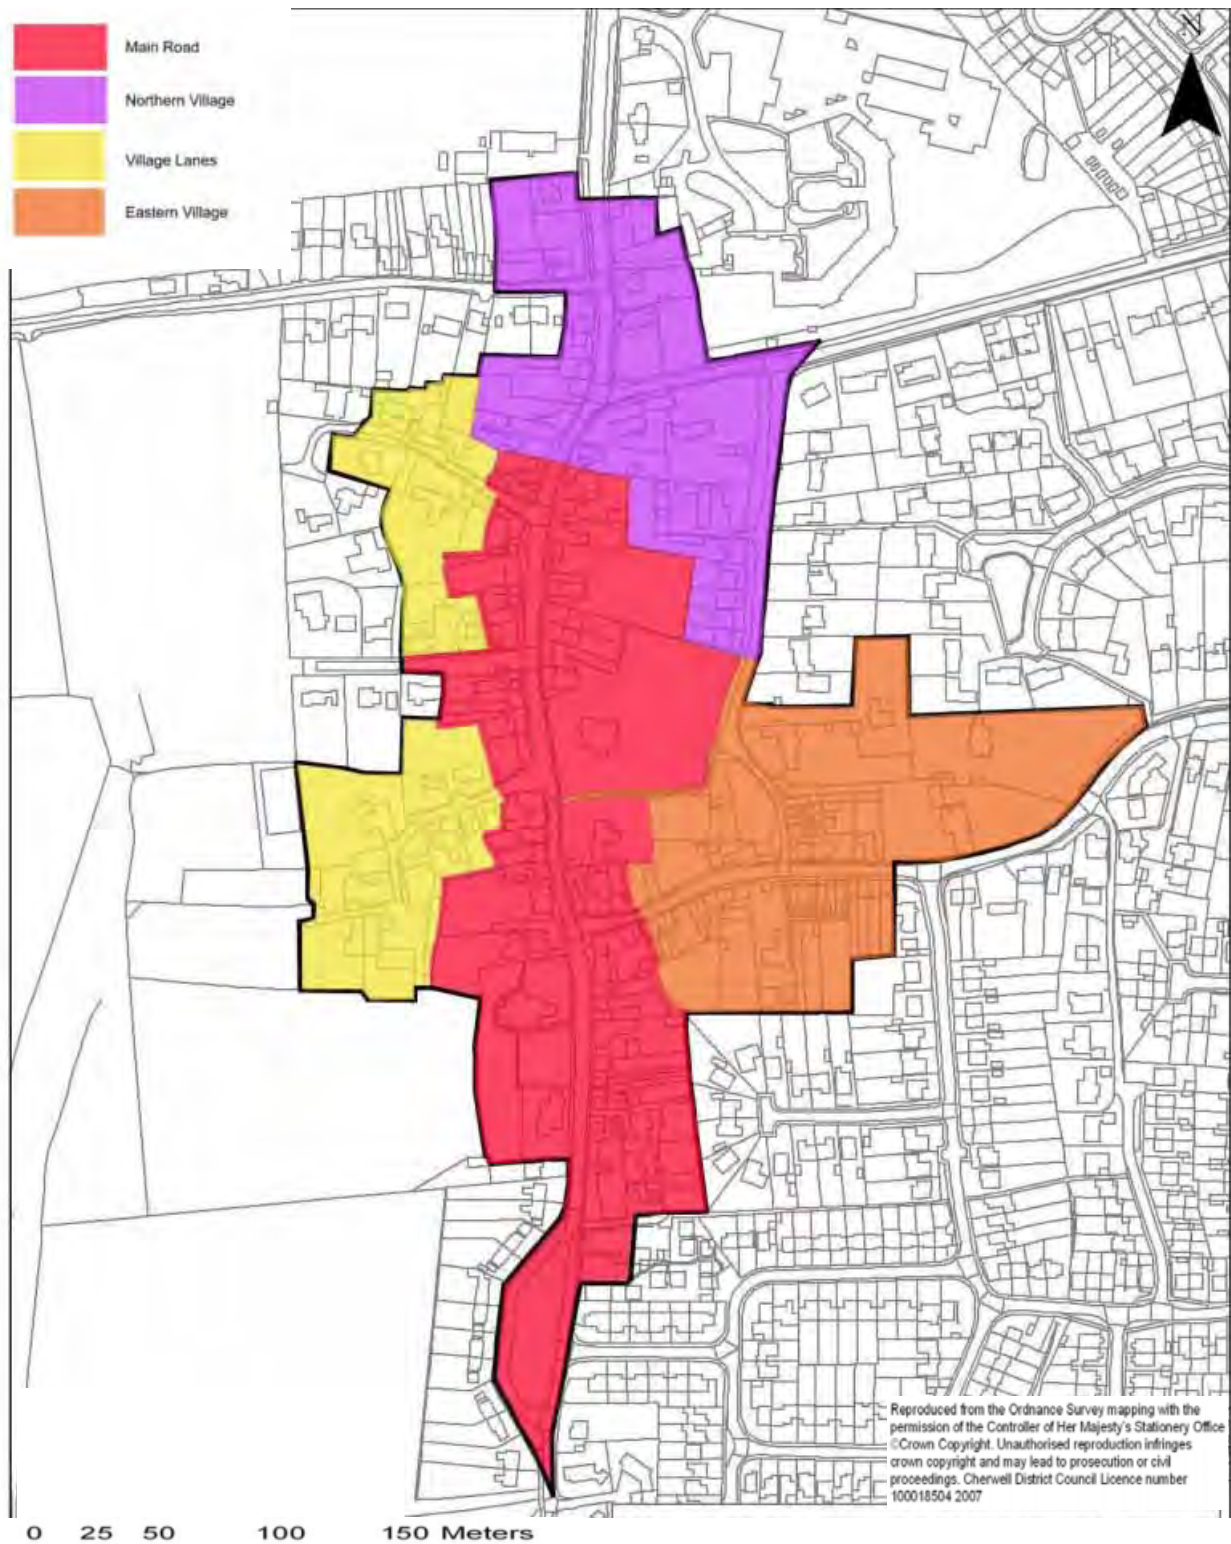 Main Road
Northern Village
Village Lanes
Eastern Village
N
Reproduced from the Ordnance Survey mapping with the
permission of the Controller of Her Majesty's Stationery Office
©Crown Copyright. Unauthorised reproduction infringes
crown copyright and may lead to prosecution or civil
proceedings. Cherwell District Council Licence number
100018504 2007
0 25 50 100 150 Meters